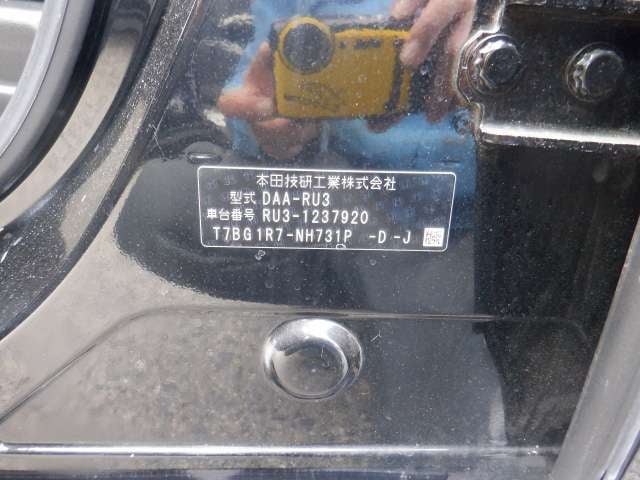 本田技研工業株式会社
型式 DAA-RU3
車台番号 RU3-1237920
T7BG1R7-NH731P -D-J